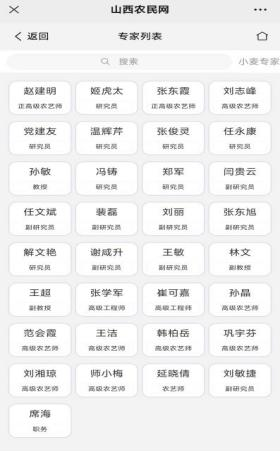 山西农民网
返回
专家列表
搜索
小麦专家
赵建明 姬虎太 张东霞 刘志峰
正高级农艺师 研究员 正高级农艺师 高级农艺师
党建友 温辉芹 张俊灵 任永康
研究员 研究员 研究员 研究员
孙敏 冯铸 郑军 闫贵云
教授 研究员 研究员 副研究员
任文斌 裴磊 刘丽 张东旭
副研究员 副研究员 副研究员 副研究员
解文艳 谢咸升 王敏 林文
研究员 研究员 副研究员 副教授
王超 张学军 崔可嘉 孙晶
副教授 高级工程师 高级工程师 高级农艺师
范会霞 王洁 韩柏岳 巩宇芬
高级农艺师 高级农艺师 高级农艺师 高级农艺师
刘湘琼 师小梅 延晓倩 刘敏捷
高级农艺师 高级农艺师 农艺师 副研究员
席海
职务